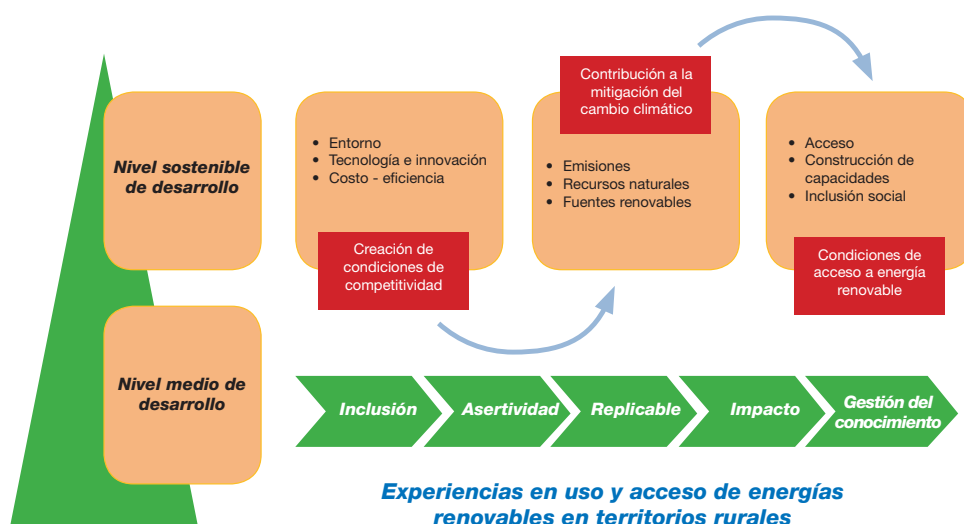 Nivel sostenible
de desarrollo
• Entorno
• Tecnología e innovación
• Costo - eficiencia
Creación de
condiciones de
competitividad
Contribución a la
mitigación del
cambio climático
• Emisiones
• Recursos naturales
• Fuentes renovables
• Acceso
• Construcción de
capacidades
• Inclusión social
Condiciones de
acceso a energía
renovable
Nivel medio de
desarrollo
Inclusión
Asertividad
Replicable
Impacto
Gestión del
conocimiento
Experiencias en uso y acceso de energías
renovables en territorios rurales